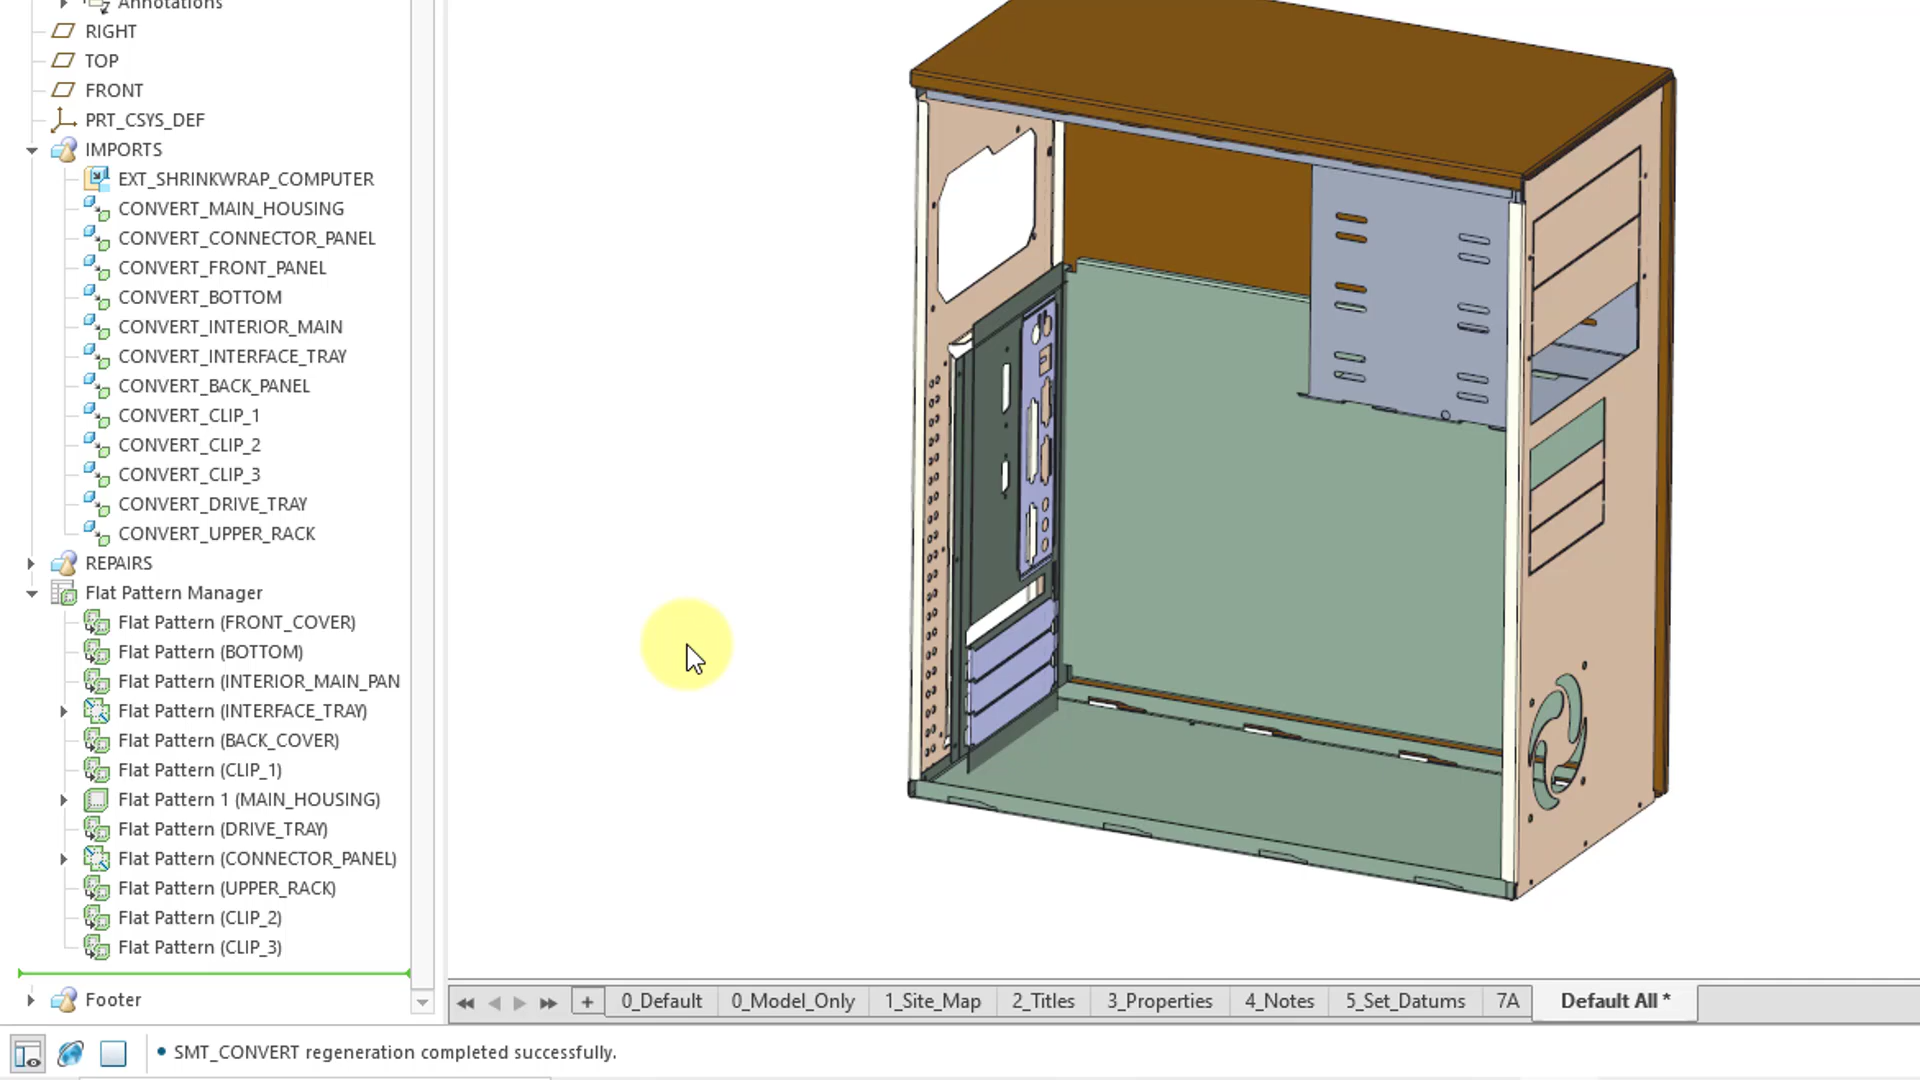 Annotations
RIGHT
TOP
FRONT
PRT_CSYS_DEF
IMPORTS
EXT_SHRINKWRAP_COMPUTER
CONVERT_MAIN_HOUSING
CONVERT_CONNECTOR_PANEL
CONVERT_FRONT_PANEL
CONVERT_BOTTOM
CONVERT_INTERIOR_MAIN
CONVERT_INTERFACE_TRAY
CONVERT_BACK_PANEL
CONVERT_CLIP_1
CONVERT_CLIP_2
CONVERT_CLIP_3
CONVERT_DRIVE_TRAY
CONVERT_UPPER_RACK
REPAIRS
Flat Pattern Manager
Flat Pattern (FRONT_COVER)
Flat Pattern (BOTTOM)
Flat Pattern (INTERIOR_MAIN_PAN
Flat Pattern (INTERFACE_TRAY)
Flat Pattern (BACK_COVER)
Flat Pattern (CLIP_1)
Flat Pattern 1 (MAIN_HOUSING)
Flat Pattern (DRIVE_TRAY)
Flat Pattern (CONNECTOR_PANEL)
Flat Pattern (UPPER_RACK)
Flat Pattern (CLIP_2)
Flat Pattern (CLIP_3)
Footer
+ 0_Default 0_Model_Only 1_Site_Map 2_Titles 3_Properties 4_Notes 5_Set_Datums 7A Default All *
• SMT_CONVERT regeneration completed successfully.